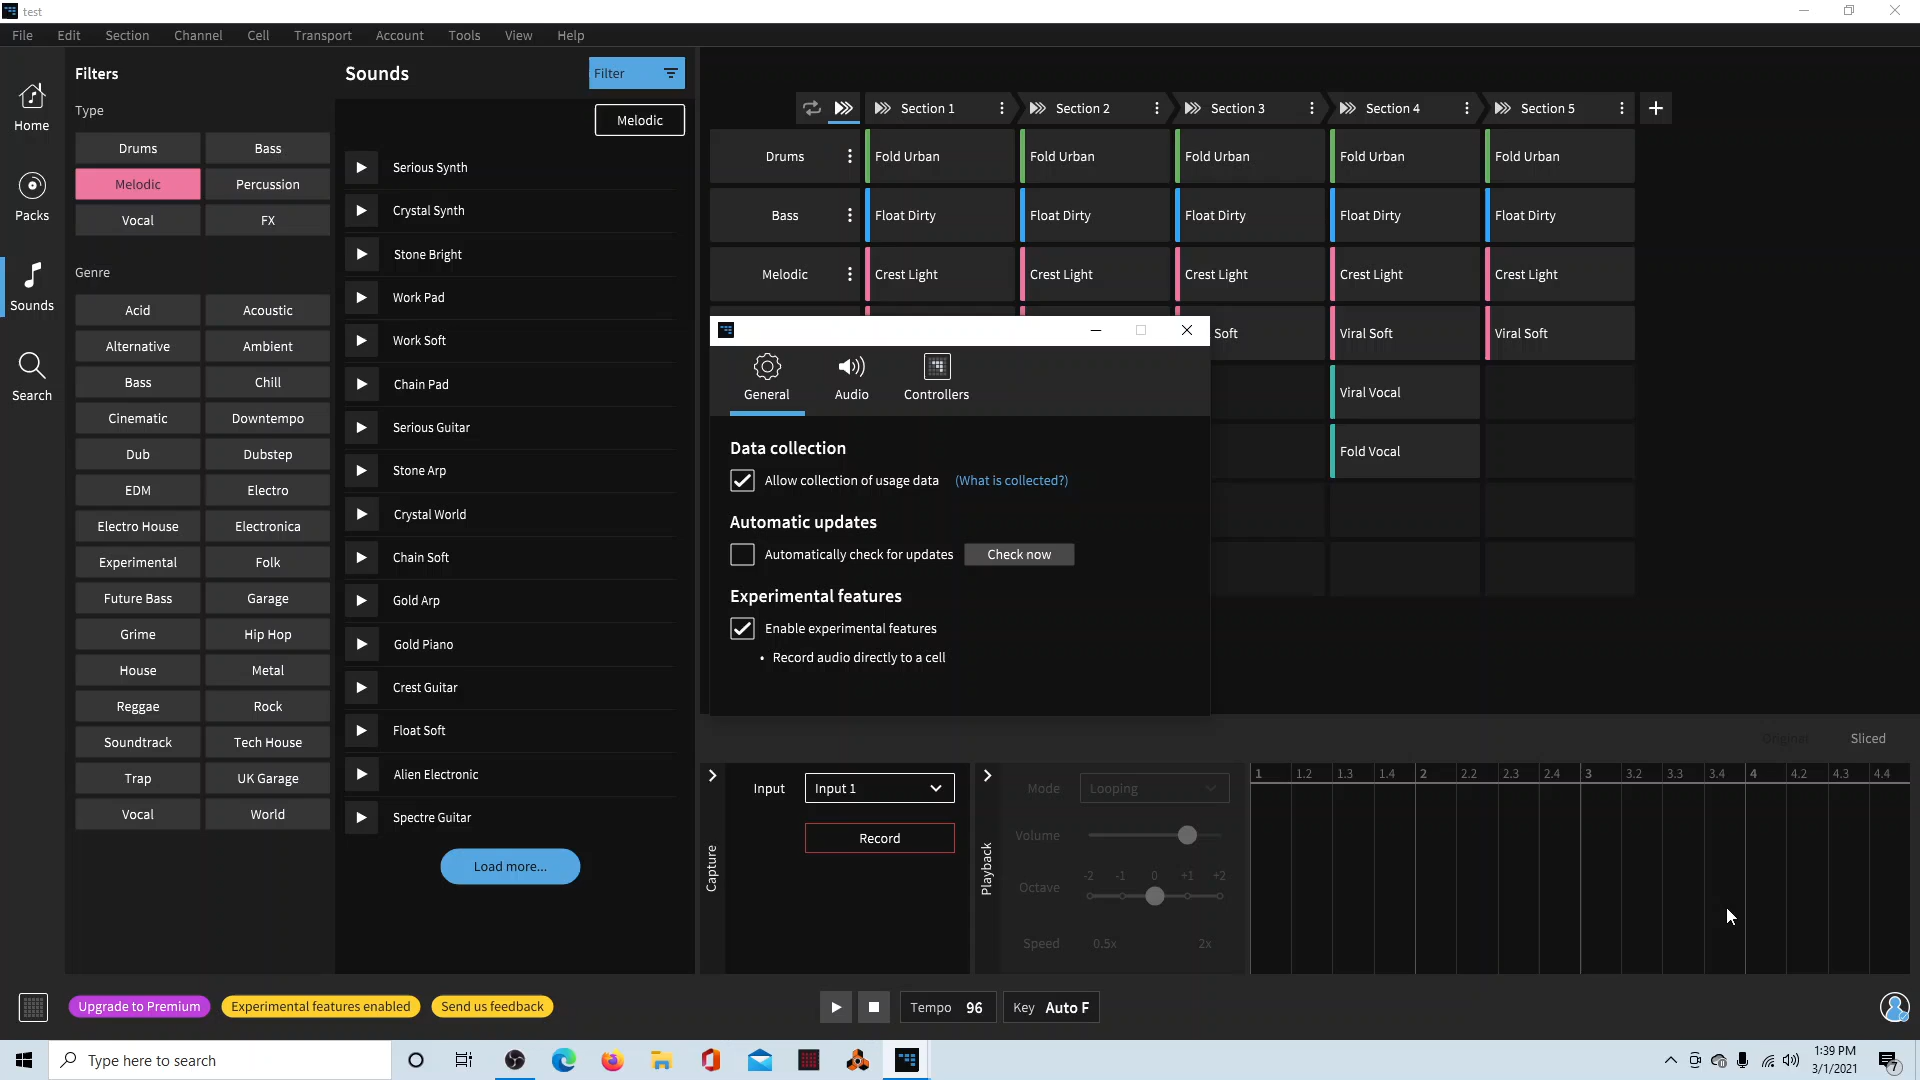 test
File Edit Section Channel Cell Transport Account Tools View Help
Home
Packs
Sounds
Search
Filters
Type
Drums Bass
Melodic Percussion
Vocal FX
Genre
Acid Acoustic
Alternative Ambient
Bass Chill
Cinematic Downtempo
Dub Dubstep
EDM Electro
Electro House Electronica
Experimental Folk
Future Bass Garage
Grime Hip Hop
House Metal
Reggae Rock
Soundtrack Tech House
Trap UK Garage
Vocal World
Sounds
Filter
Melodic
Serious Synth
Crystal Synth
Stone Bright
Work Pad
Work Soft
Chain Pad
Serious Guitar
Stone Arp
Crystal World
Chain Soft
Gold Arp
Gold Piano
Crest Guitar
Float Soft
Alien Electronic
Spectre Guitar
Load more...
Section 1 Section 2 Section 3 Section 4 Section 5
Drums Fold Urban Fold Urban Fold Urban Fold Urban Fold Urban
Bass Float Dirty Float Dirty Float Dirty Float Dirty Float Dirty
Melodic Crest Light Crest Light Crest Light Crest Light Crest Light
Soft Viral Soft Viral Soft
Viral Vocal
Fold Vocal
General Audio Controllers
Data collection
Allow collection of usage data (What is collected?)
Automatic updates
Automatically check for updates Check now
Experimental features
Enable experimental features
• Record audio directly to a cell
Original Sliced
Capture
Input Input 1
Record
Playback
Mode Looping
Volume
-2 -1 0 +1 +2
Octave
Speed 0.5x 2x
1 1.2 1.3 1.4 2 2.2 2.3 2.4 3 3.2 3.3 3.4 4 4.2 4.3 4.4
Upgrade to Premium Experimental features enabled Send us feedback
Tempo 96 Key Auto F
Type here to search
1:39 PM
3/1/2021
7